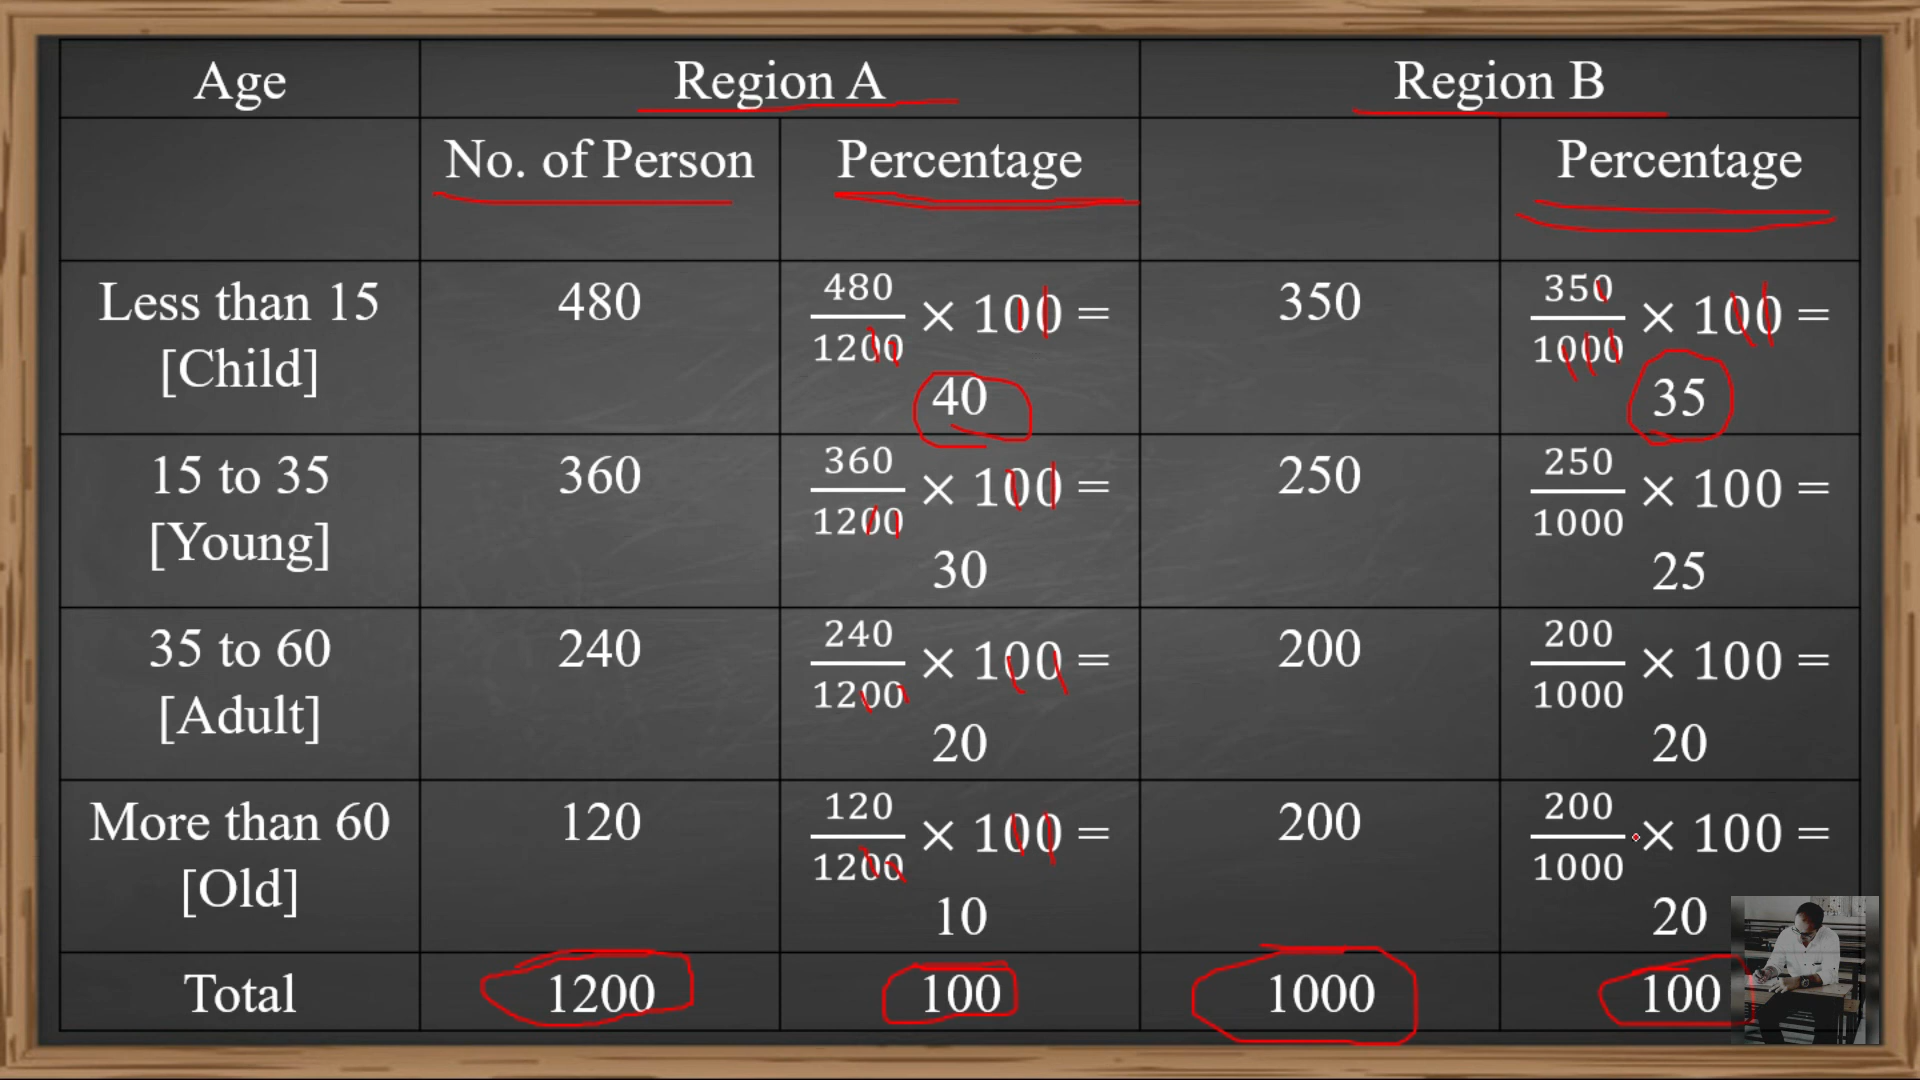 Age Region A Region B
No. of Person Percentage Percentage
Less than 15 [Child] 480 480/1200 × 100 = 40 350 350/1000 × 100 = 35
15 to 35 [Young] 360 360/1200 × 100 = 30 250 250/1000 × 100 = 25
35 to 60 [Adult] 240 240/1200 × 100 = 20 200 200/1000 × 100 = 20
More than 60 [Old] 120 120/1200 × 100 = 10 200 200/1000 × 100 = 20
Total 1200 100 1000 100